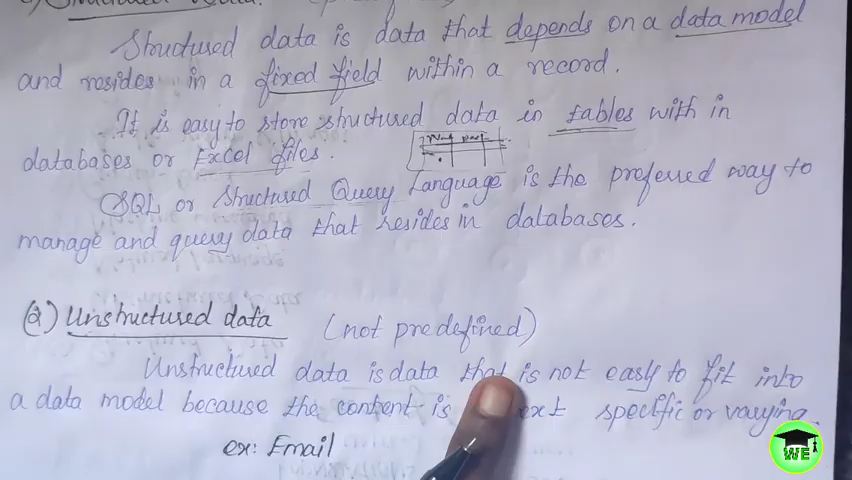 Structured data is data that depends on a data model
and resides in a fixed field within a record.
It is easy to store structured data in tables with in
databases or Excel files.
SQL or Structured Query Language is the preferred way to
manage and query data that resides in databases.
(2) Unstructured data (not predefined)
Unstructured data is data that is not easy to fit into
a data model because the content is specific or varying.
ex: Email
WE